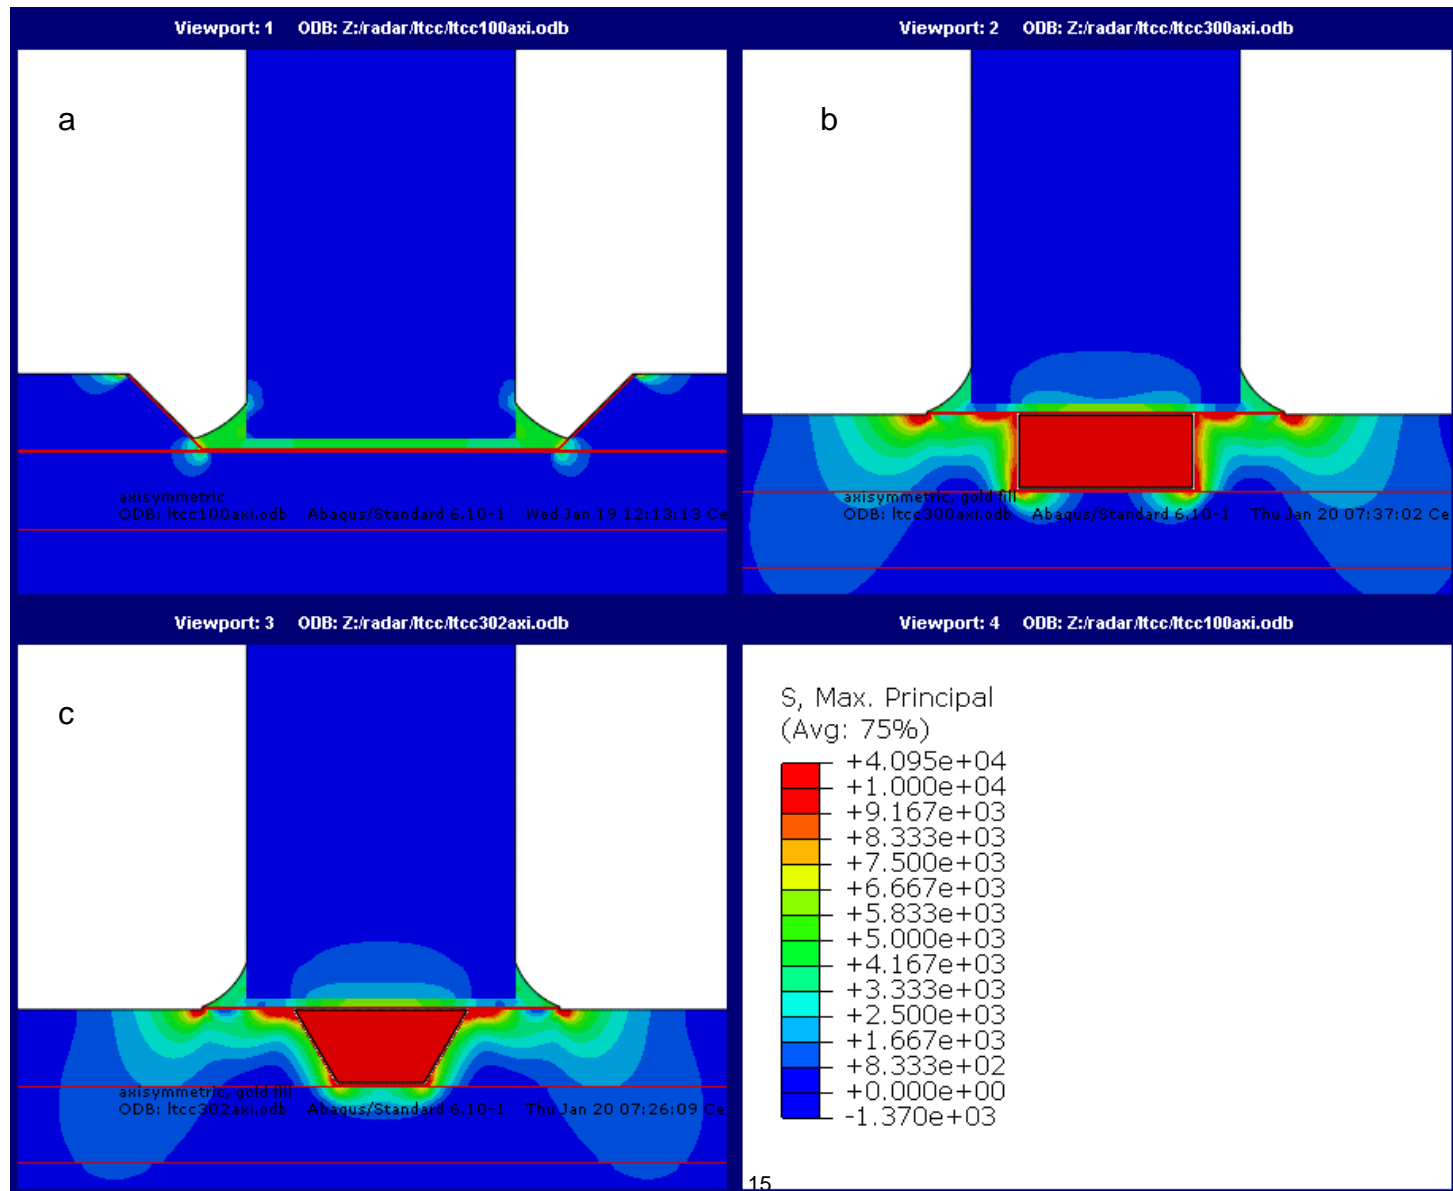 Viewport: 1 ODB: Z:/radar/ltcc/ltcc100axi.odb
Viewport: 2 ODB: Z:/radar/ltcc/ltcc300axi.odb
a
b
axisymmetric
ODB: ltcc100axi.odb Abaqus/Standard 6.10-1 Wed Jan 19 12:13:13 Ce
axisymmetric, gold fill
ODB: ltcc300axi.odb Abaqus/Standard 6.10-1 Thu Jan 20 07:37:02 Ce
Viewport: 3 ODB: Z:/radar/ltcc/ltcc302axi.odb
Viewport: 4 ODB: Z:/radar/ltcc/ltcc100axi.odb
c
axisymmetric, gold fill
ODB: ltcc302axi.odb Abaqus/Standard 6.10-1 Thu Jan 20 07:26:09 Ce
S, Max. Principal
(Avg: 75%)
+4.095e+04
+1.000e+04
+9.167e+03
+8.333e+03
+7.500e+03
+6.667e+03
+5.833e+03
+5.000e+03
+4.167e+03
+3.333e+03
+2.500e+03
+1.667e+03
+8.333e+02
+0.000e+00
-1.370e+03
15